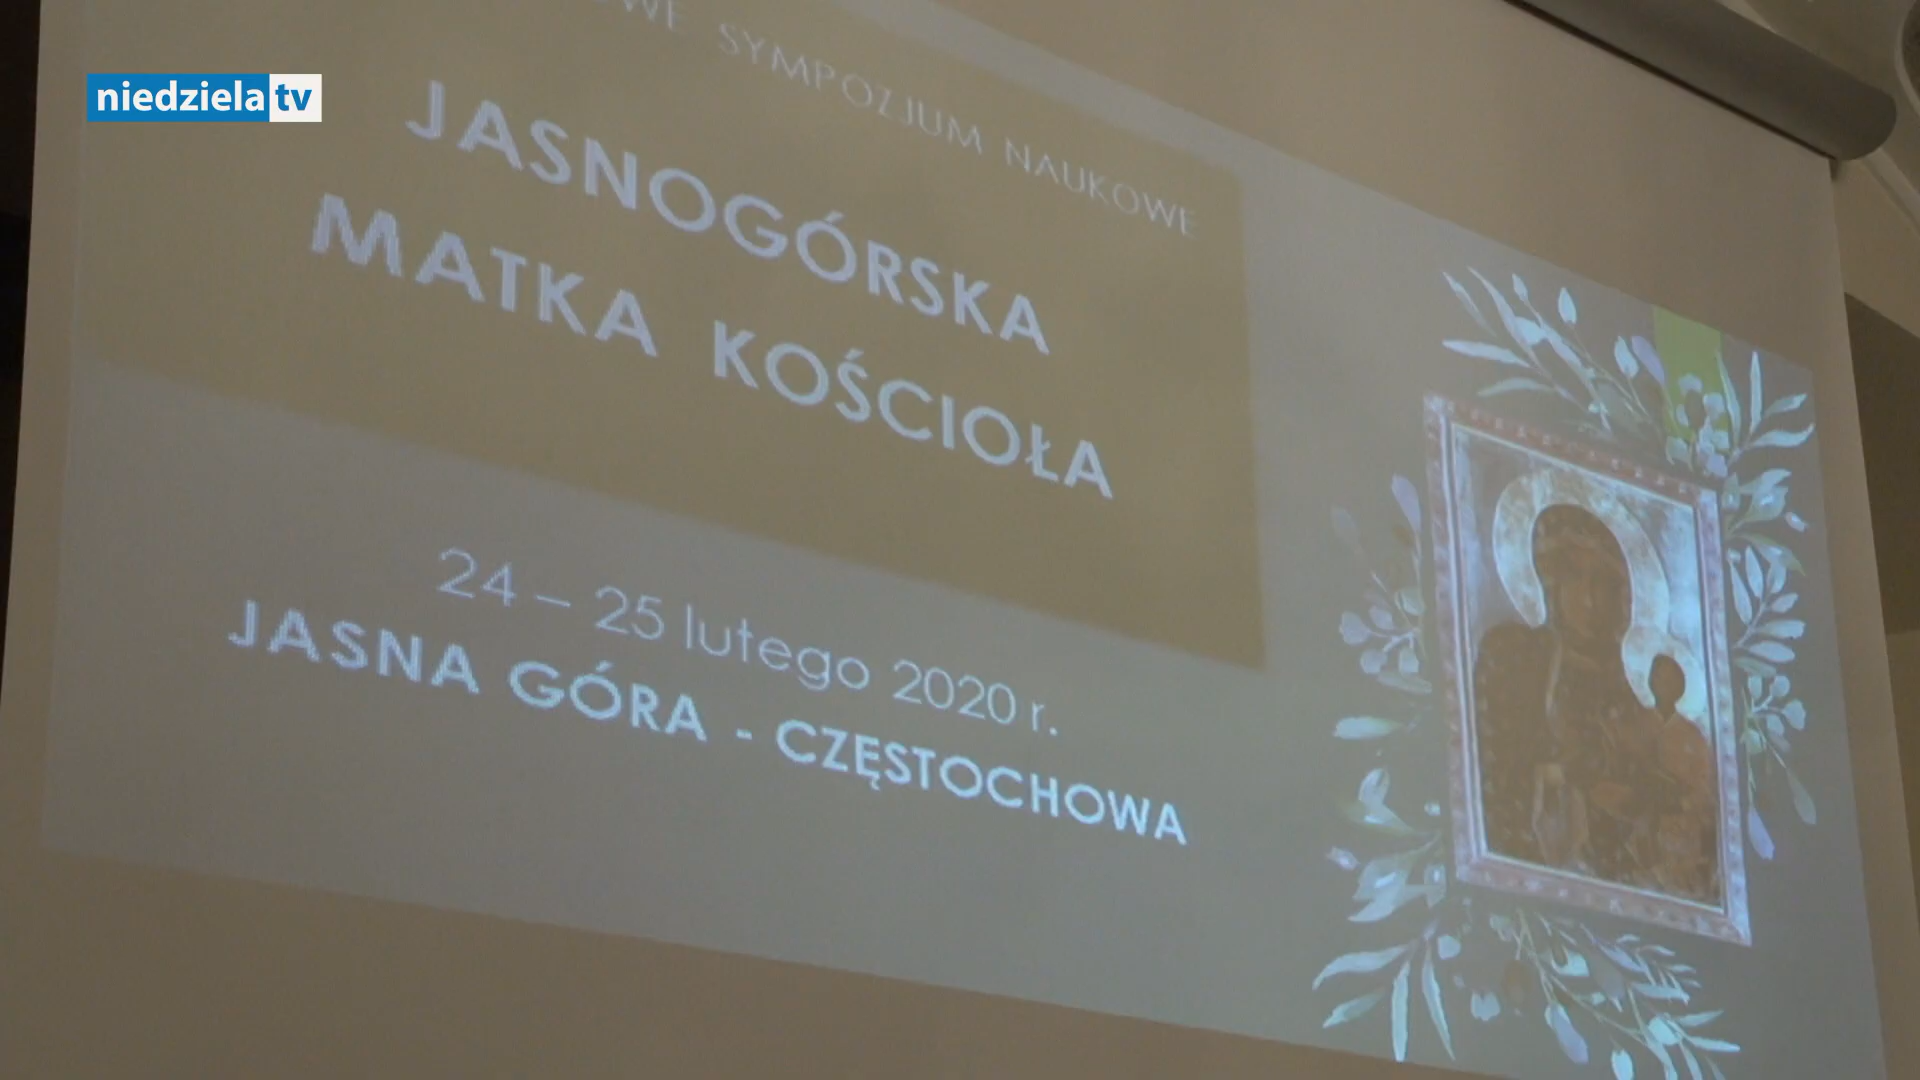 niedziela tv
SYMPOZJUM NAUKOWE
JASNOGÓRSKA
MATKA KOŚCIOŁA
24 – 25 lutego 2020 r.
JASNA GÓRA - CZĘSTOCHOWA